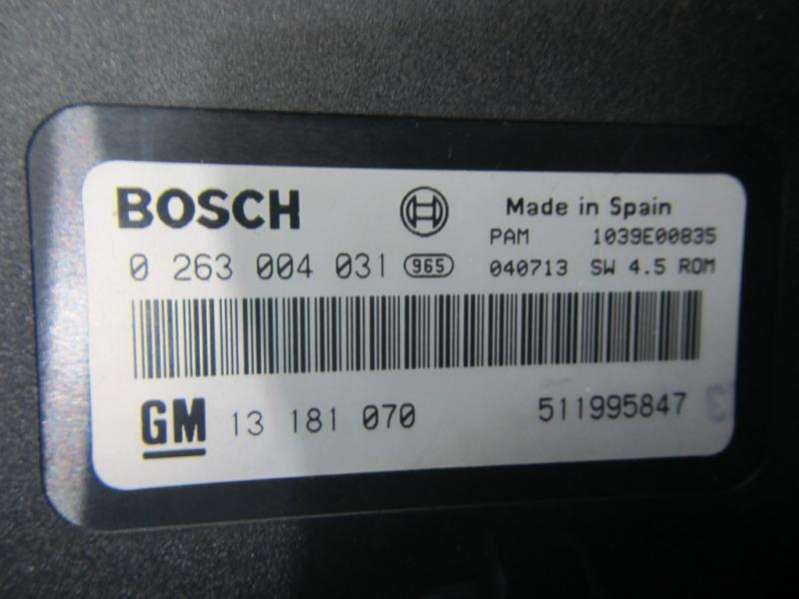 BOSCH
Made in Spain
PAM 1039E00835
0 263 004 031 965 040713 SW 4.5 ROM
GM 13 181 070 511995847